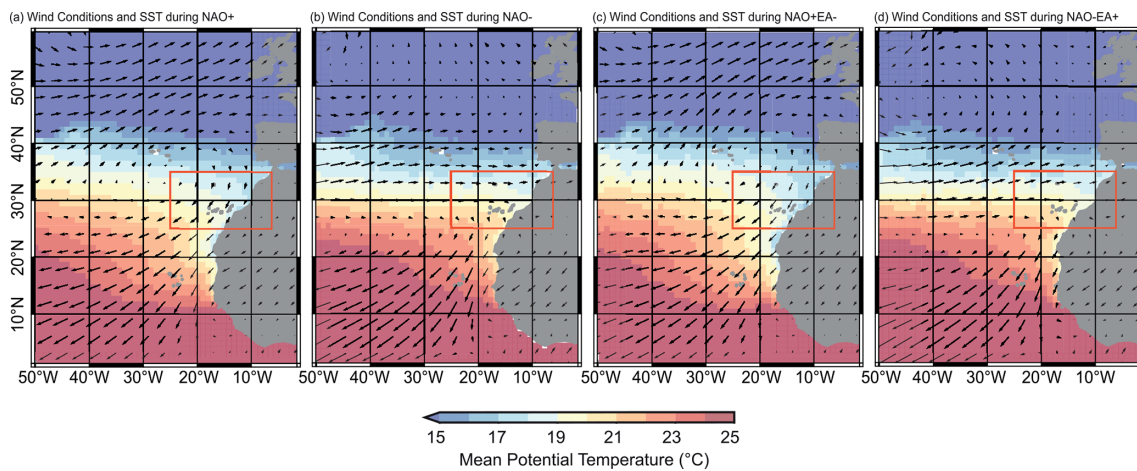 (a) Wind Conditions and SST during NAO+
(b) Wind Conditions and SST during NAO-
(c) Wind Conditions and SST during NAO+EA-
(d) Wind Conditions and SST during NAO-EA+
50°N
40°N
30°N
20°N
10°N
50°W 40°W 30°W 20°W 10°W
50°W 40°W 30°W 20°W 10°W
50°W 40°W 30°W 20°W 10°W
50°W 40°W 30°W 20°W 10°W
15 17 19 21 23 25
Mean Potential Temperature (°C)